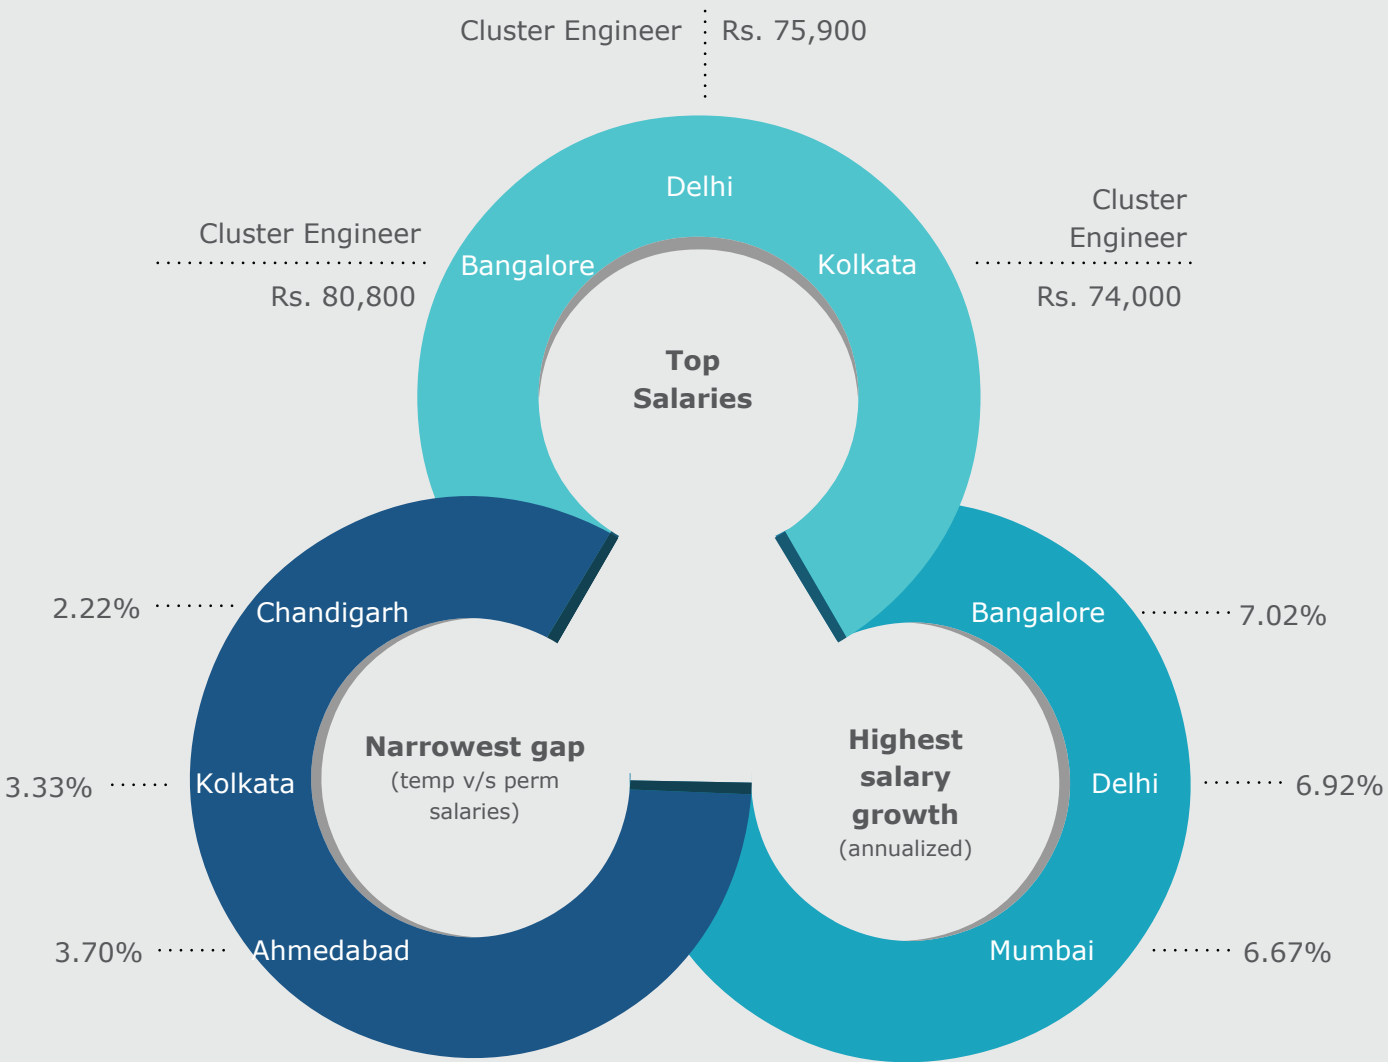 Cluster Engineer
Rs. 75,900
Delhi
Cluster Engineer
Rs. 80,800
Bangalore
Kolkata
Cluster
Engineer
Rs. 74,000
Top
Salaries
Chandigarh
2.22%
Kolkata
3.33%
Ahmedabad
3.70%
Narrowest gap
(temp v/s perm
salaries)
Bangalore
7.02%
Delhi
6.92%
Mumbai
6.67%
Highest
salary
growth
(annualized)